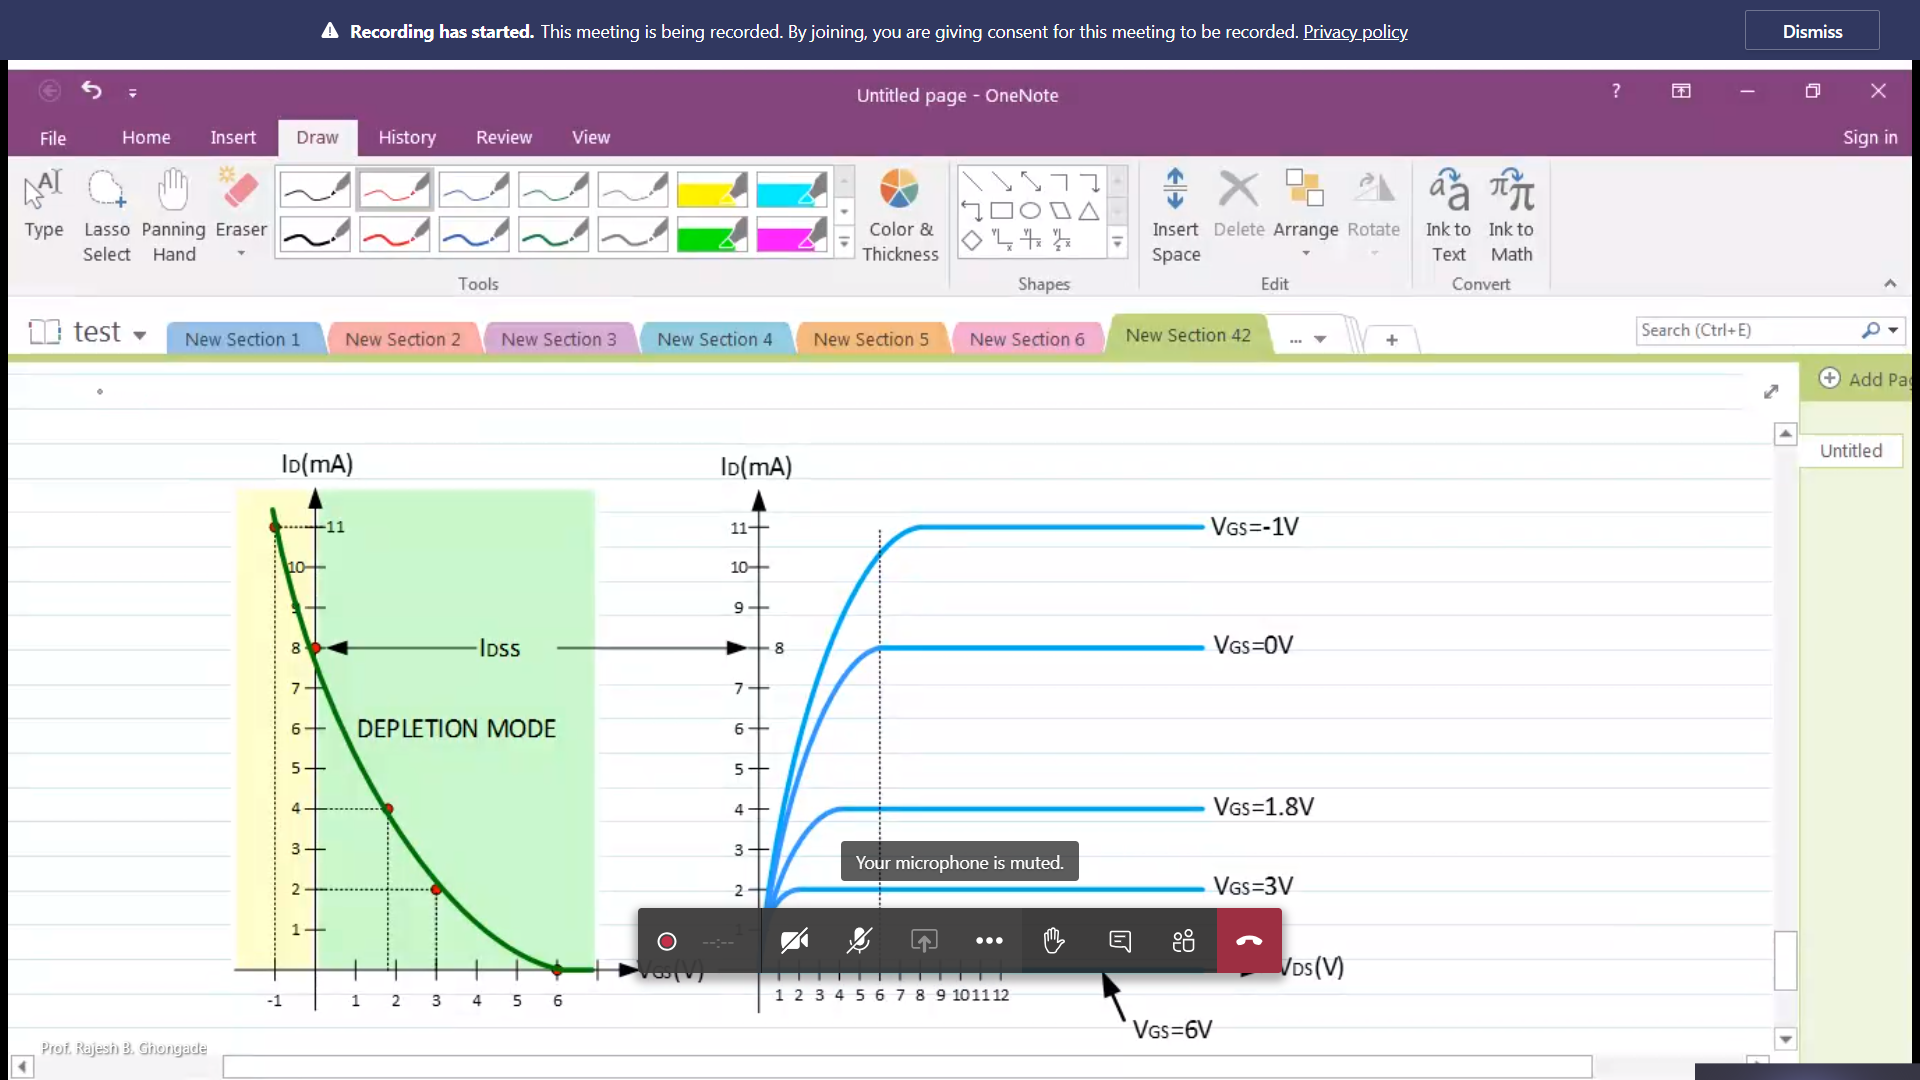 Recording has started. This meeting is being recorded. By joining, you are giving consent for this meeting to be recorded. Privacy policy
Dismiss
Untitled page - OneNote
?
File Home Insert Draw History Review View
Sign in
Type
Lasso Select
Panning Hand
Eraser
Color & Thickness
Insert Space
Delete
Arrange
Rotate
Ink to Text
Ink to Math
Tools
Shapes
Edit
Convert
test
New Section 1
New Section 2
New Section 3
New Section 4
New Section 5
New Section 6
New Section 42
...
+
Search (Ctrl+E)
Add Pag
Untitled
ID(mA)
11
10
9
8
IDSS
7
DEPLETION MODE
6
5
4
3
2
1
VGS(V)
-1 1 2 3 4 5 6
ID(mA)
11
10
9
8
7
6
5
4
3
2
1
VGS=-1V
VGS=0V
VGS=1.8V
VGS=3V
VDS(V)
1 2 3 4 5 6 7 8 9 10 11 12
VGS=6V
Your microphone is muted.
--:--
Prof. Rajesh B. Ghongade